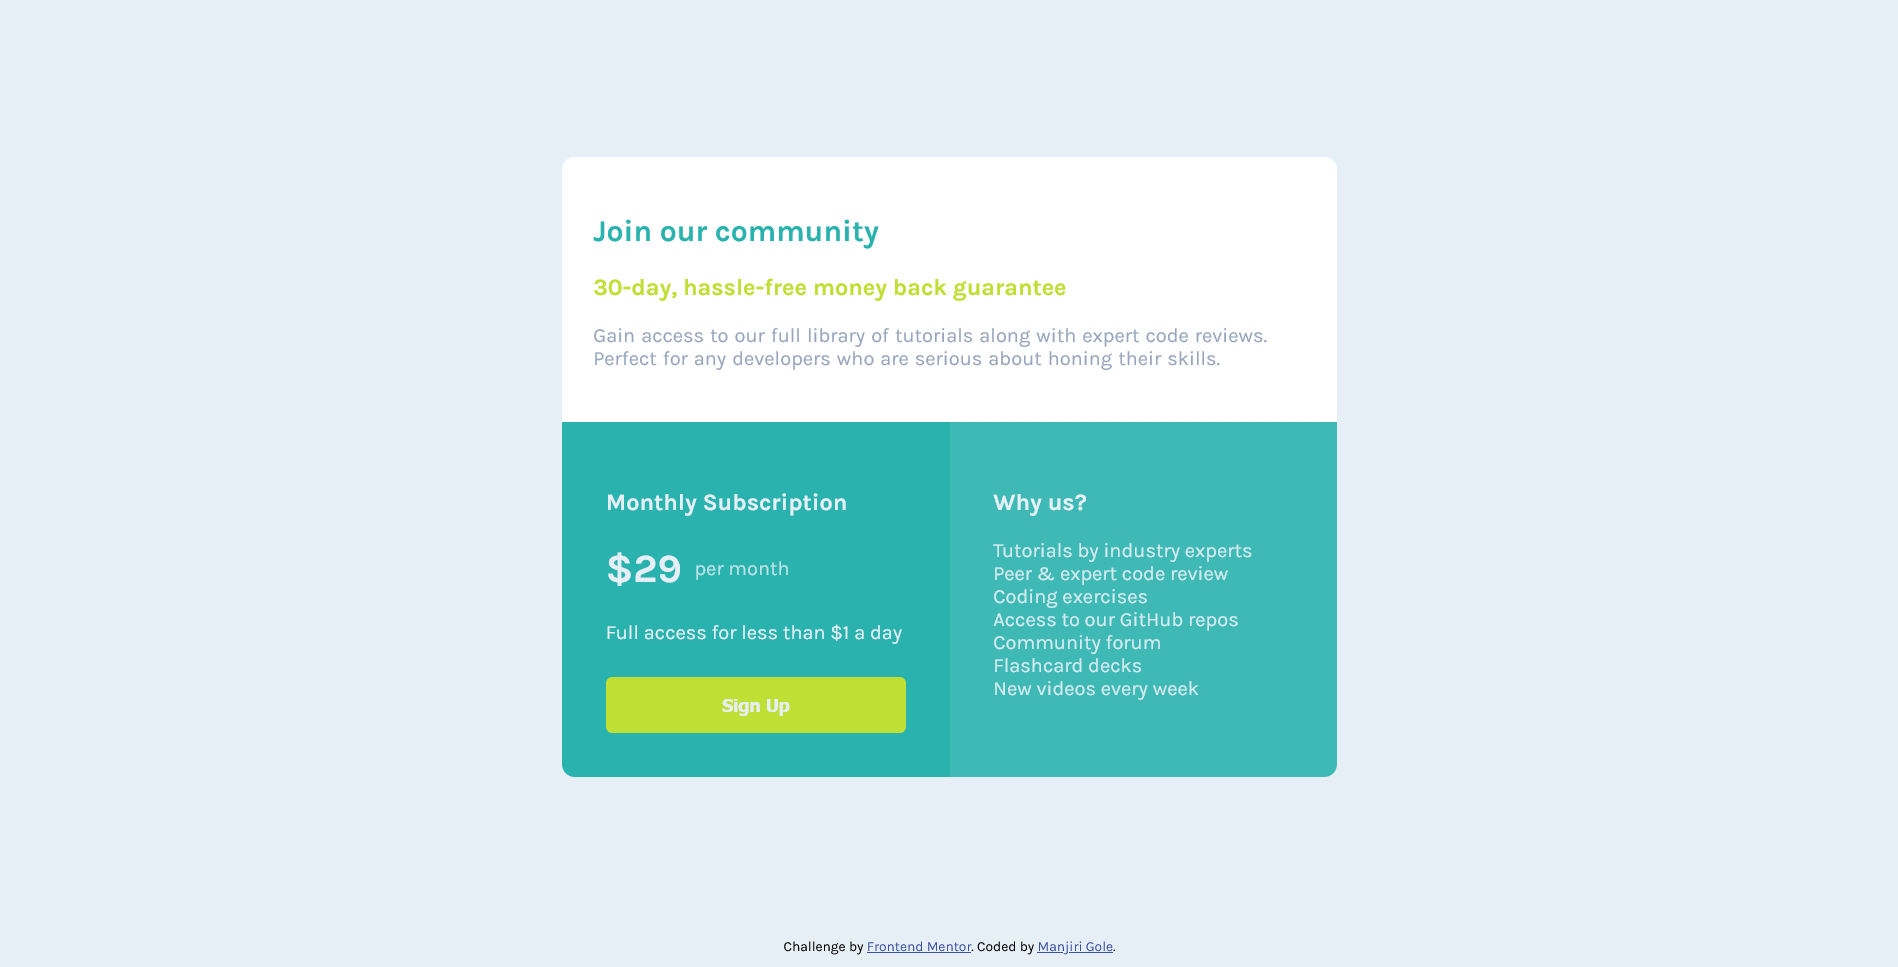 Join our community
30-day, hassle-free money back guarantee
Gain access to our full library of tutorials along with expert code reviews.
Perfect for any developers who are serious about honing their skills.
Monthly Subscription
$29 per month
Full access for less than $1 a day
Sign Up
Why us?
Tutorials by industry experts
Peer & expert code review
Coding exercises
Access to our GitHub repos
Community forum
Flashcard decks
New videos every week
Challenge by Frontend Mentor. Coded by Manjiri Gole.